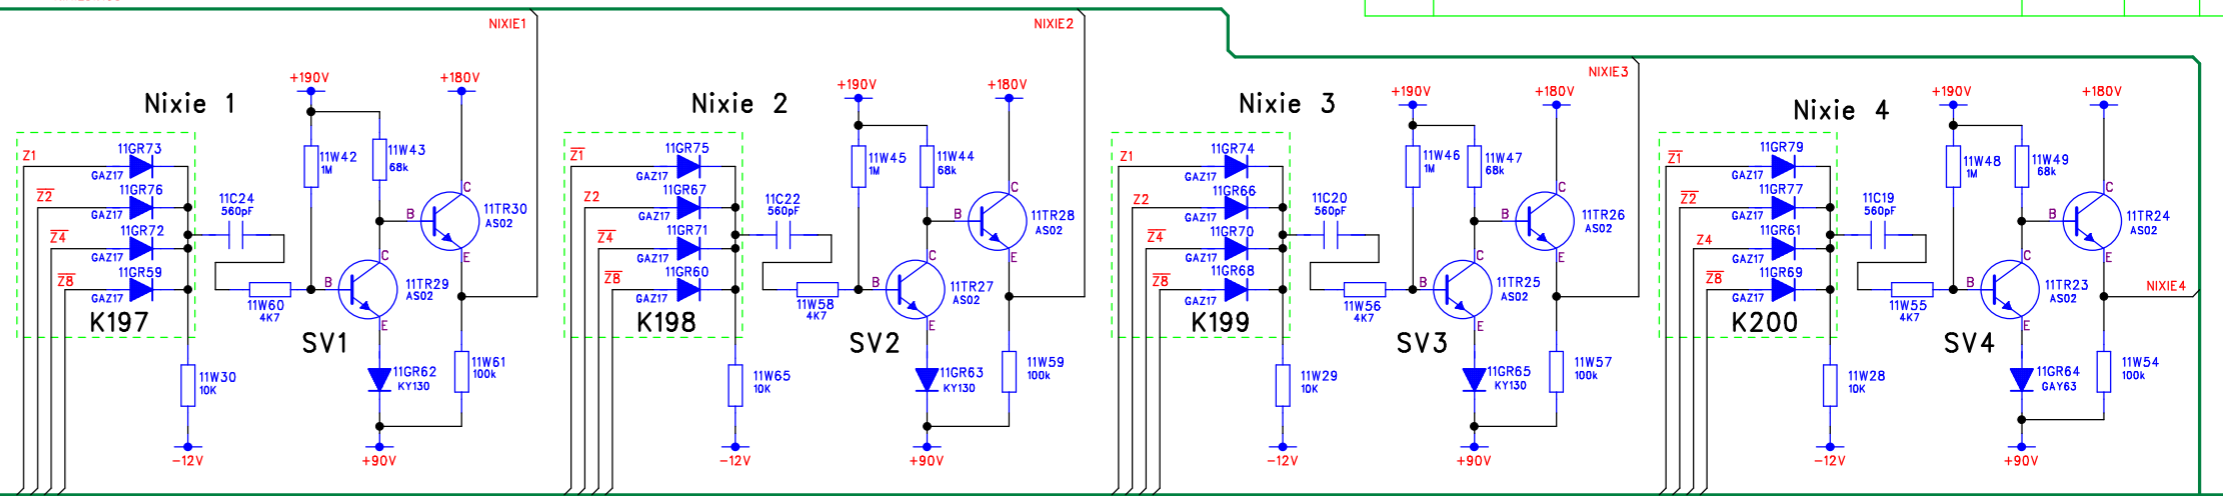 NIXIE1
NIXIE2
NIXIE3
Nixie 1
+190V
+180V
Z1
11GR73
GAZ17
Z2
11GR76
GAZ17
Z4
11GR72
GAZ17
Z8
11GR59
GAZ17
K197
11C24
560pF
11W42
1M
11W43
68k
C
B
11TR30
AS02
E
11W60
4K7
C
B
11TR29
AS02
E
SV1
11W30
10K
11GR62
KY130
11W61
100k
-12V
+90V
Nixie 2
+190V
+180V
Z1
11GR75
GAZ17
Z2
11GR67
GAZ17
Z4
11GR71
GAZ17
Z8
11GR60
GAZ17
K198
11C22
560pF
11W45
1M
11W44
68k
C
B
11TR28
AS02
E
11W58
4K7
C
B
11TR27
AS02
E
SV2
11W65
10K
11GR63
KY130
11W59
100k
-12V
+90V
Nixie 3
+190V
+180V
Z1
11GR74
GAZ17
Z2
11GR66
GAZ17
Z4
11GR70
GAZ17
Z8
11GR68
GAZ17
K199
11C20
560pF
11W46
1M
11W47
68k
C
B
11TR26
AS02
E
11W56
4K7
C
B
11TR25
AS02
E
SV3
11W29
10K
11GR65
KY130
11W57
100k
-12V
+90V
Nixie 4
+190V
+180V
Z1
11GR79
GAZ17
Z2
11GR77
GAZ17
Z4
11GR61
GAZ17
Z8
11GR69
GAZ17
K200
11C19
560pF
11W48
1M
11W49
68k
C
B
11TR24
AS02
E
NIXIE4
11W55
4K7
C
B
11TR23
AS02
E
SV4
11W28
10K
11GR64
GAY63
11W54
100k
-12V
+90V